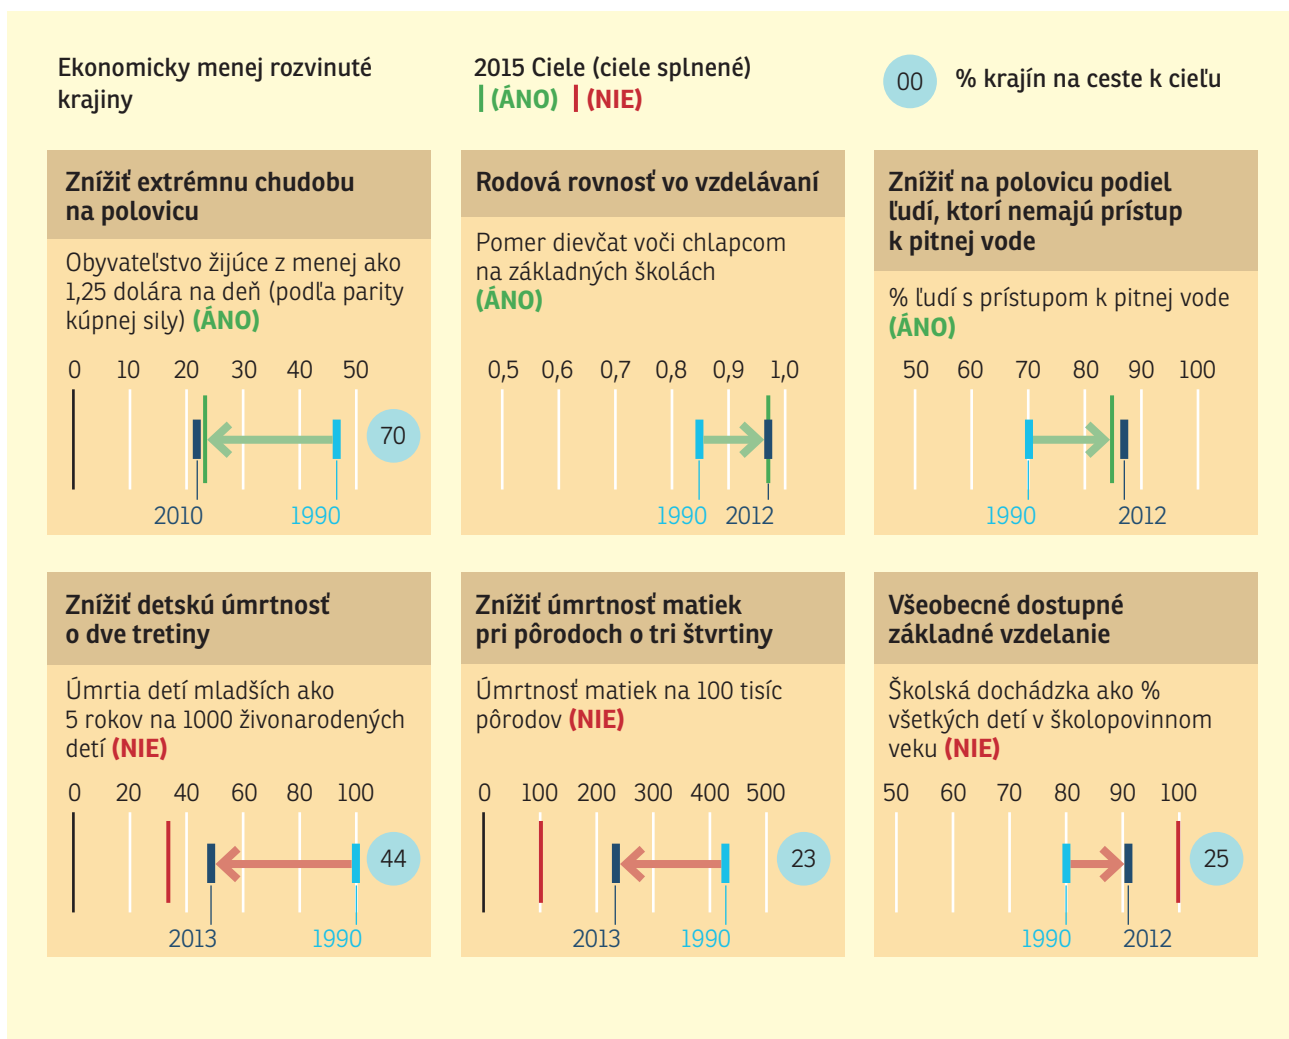 Ekonomicky menej rozvinuté
krajiny
2015 Ciele (ciele splnené)
(ÁNO) (NIE)
00 % krajín na ceste k cieľu
Znížiť extrémnu chudobu
na polovicu
Obyvateľstvo žijúce z menej ako
1,25 dolára na deň (podľa parity
kúpnej sily) (ÁNO)
0 10 20 30 40 50
70
2010 1990
Rodová rovnosť vo vzdelávaní
Pomer dievčat voči chlapcom
na základných školách
(ÁNO)
0,5 0,6 0,7 0,8 0,9 1,0
1990 2012
Znížiť na polovicu podiel
ľudí, ktorí nemajú prístup
k pitnej vode
% ľudí s prístupom k pitnej vode
(ÁNO)
50 60 70 80 90 100
1990 2012
Znížiť detskú úmrtnosť
o dve tretiny
Úmrtia detí mladších ako
5 rokov na 1000 živonarodených
detí (NIE)
0 20 40 60 80 100
44
2013 1990
Znížiť úmrtnosť matiek
pri pôrodoch o tri štvrtiny
Úmrtnosť matiek na 100 tisíc
pôrodov (NIE)
0 100 200 300 400 500
23
2013 1990
Všeobecné dostupné
základné vzdelanie
Školská dochádzka ako %
všetkých detí v školopovinnom
veku (NIE)
50 60 70 80 90 100
25
1990 2012